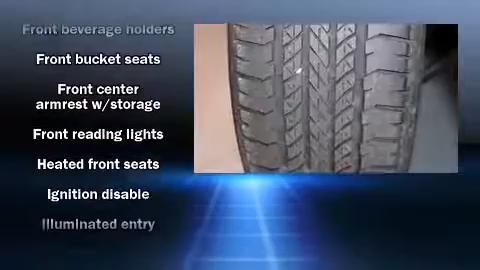 Front beverage holders
Front bucket seats
Front center
armrest w/storage
Front reading lights
Heated front seats
Ignition disable
Illuminated entry